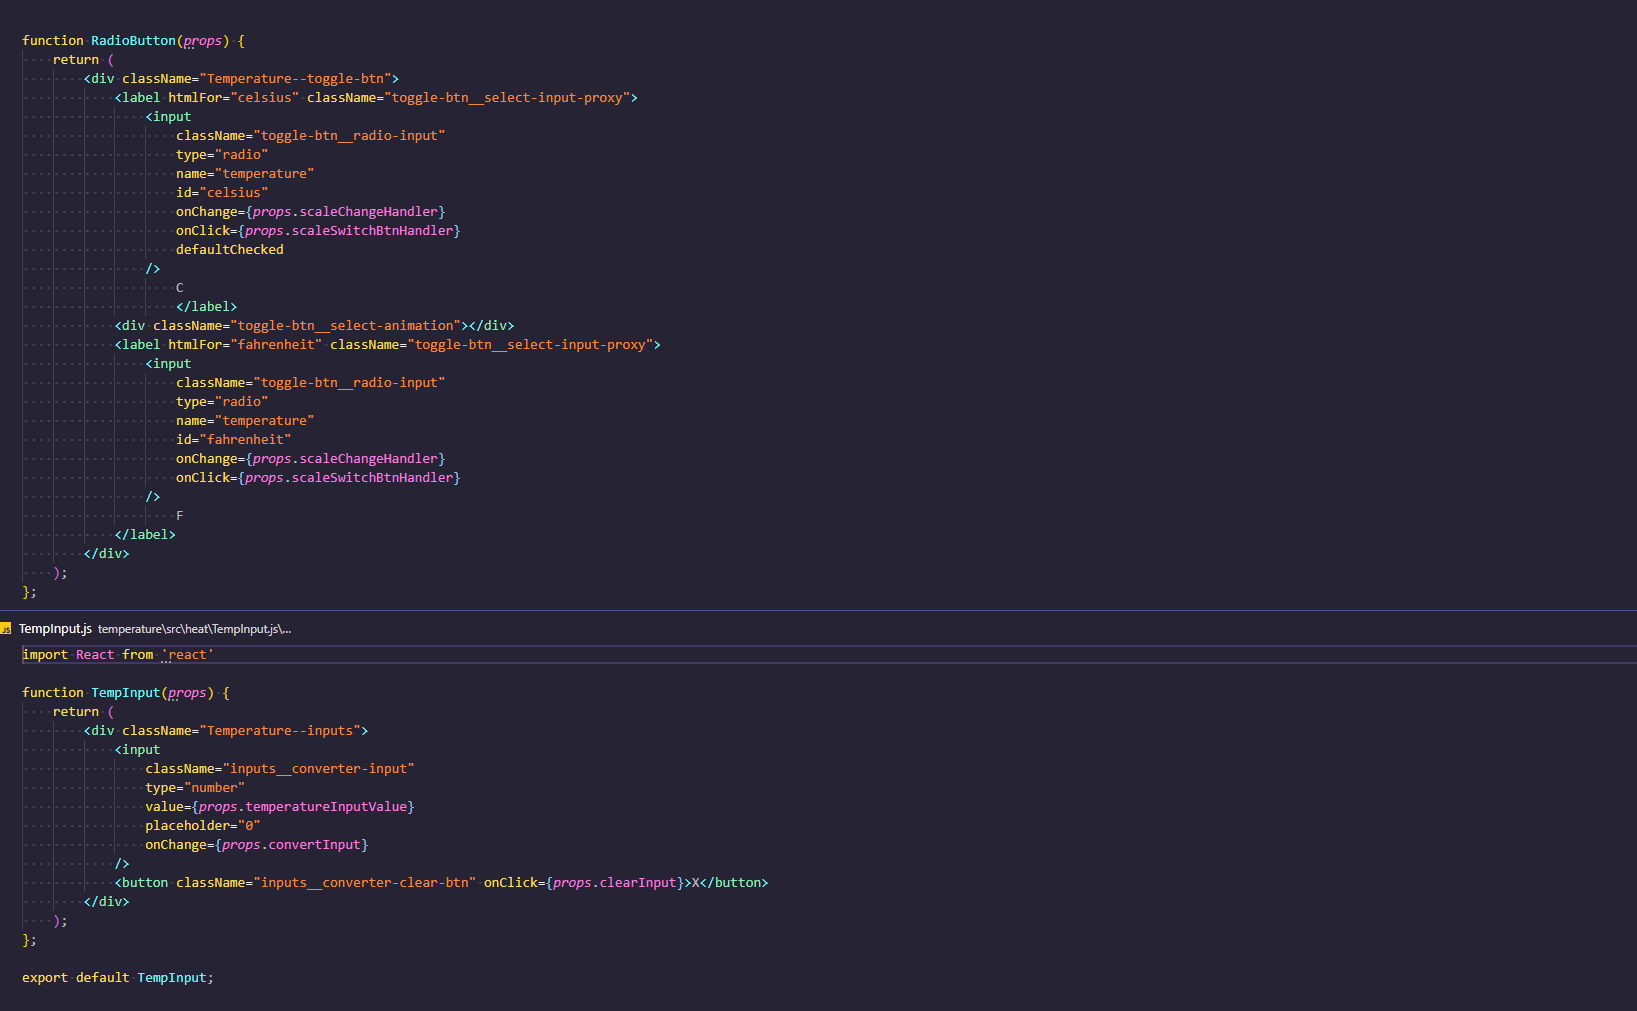 function RadioButton(props) {
    return (
        <div className="Temperature--toggle-btn">
            <label htmlFor="celsius" className="toggle-btn__select-input-proxy">
                <input
                    className="toggle-btn__radio-input"
                    type="radio"
                    name="temperature"
                    id="celsius"
                    onChange={props.scaleChangeHandler}
                    onClick={props.scaleSwitchBtnHandler}
                    defaultChecked
                />
                    C
                    </label>
            <div className="toggle-btn__select-animation"></div>
            <label htmlFor="fahrenheit" className="toggle-btn__select-input-proxy">
                <input
                    className="toggle-btn__radio-input"
                    type="radio"
                    name="temperature"
                    id="fahrenheit"
                    onChange={props.scaleChangeHandler}
                    onClick={props.scaleSwitchBtnHandler}
                />
                    F
            </label>
        </div>
    );
};
JS TempInput.js temperature\src\heat\TempInput.js\...
import React from 'react'

function TempInput(props) {
    return (
        <div className="Temperature--inputs">
            <input
                className="inputs__converter-input"
                type="number"
                value={props.temperatureInputValue}
                placeholder="0"
                onChange={props.convertInput}
            />
            <button className="inputs__converter-clear-btn" onClick={props.clearInput}>X</button>
        </div>
    );
};

export default TempInput;